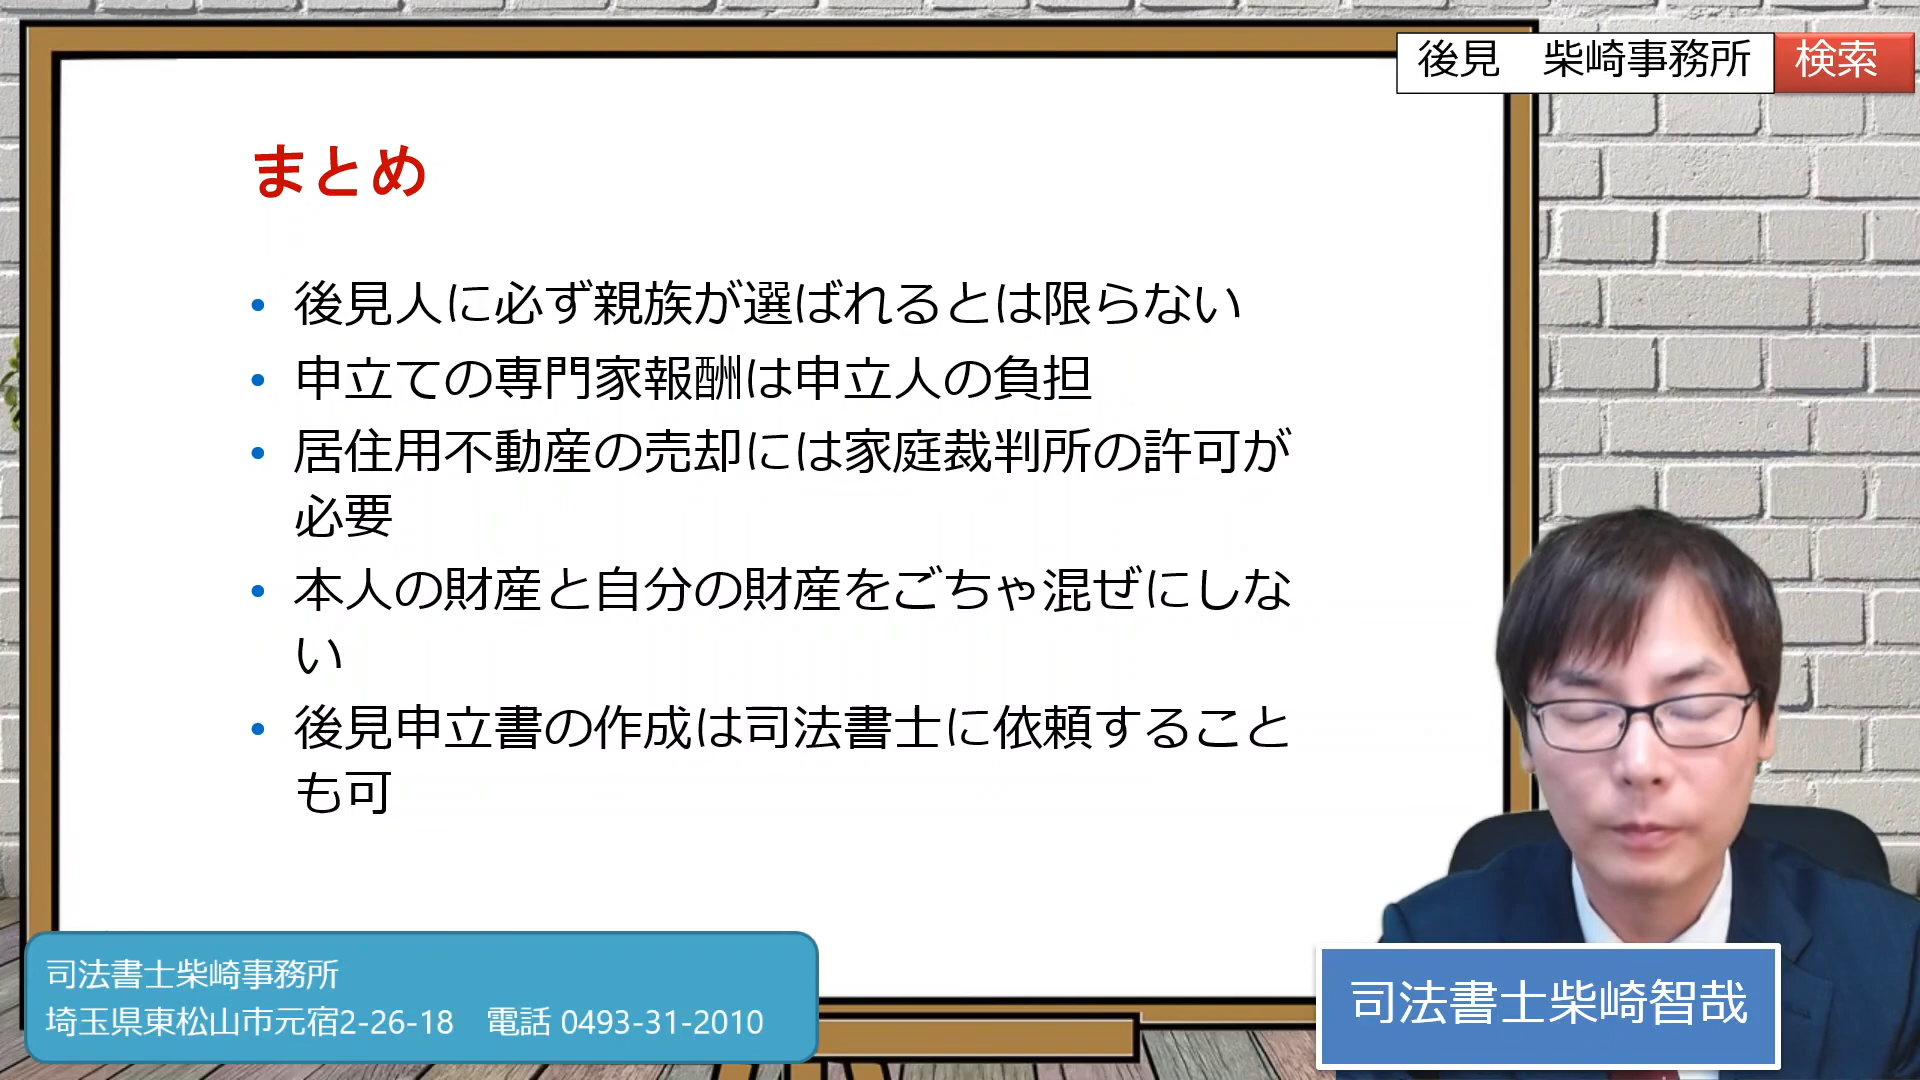 後見　柴崎事務所 検索
まとめ
• 後見人に必ず親族が選ばれるとは限らない
• 申立ての専門家報酬は申立人の負担
• 居住用不動産の売却には家庭裁判所の許可が
必要
• 本人の財産と自分の財産をごちゃ混ぜにしな
い
• 後見申立書の作成は司法書士に依頼すること
も可
司法書士柴崎事務所
埼玉県東松山市元宿2-26-18　電話 0493-31-2010
司法書士柴崎智哉